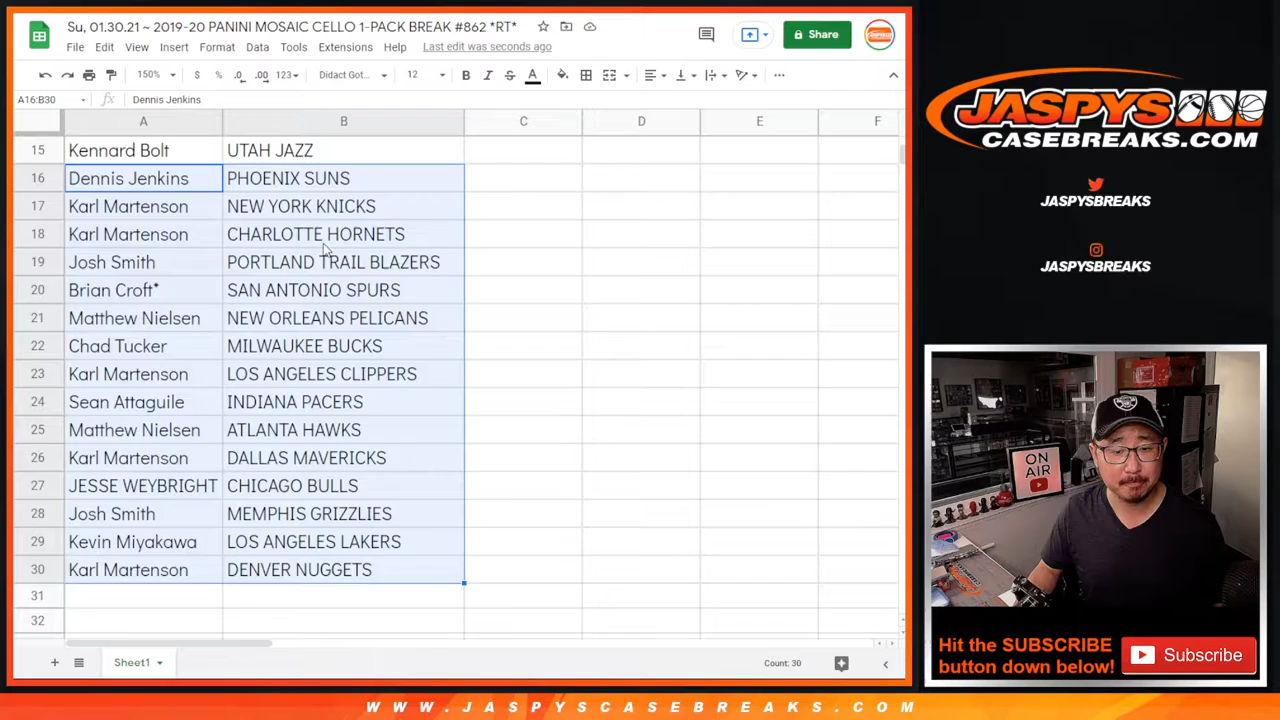 Su, 01.30.21 ~ 2019-20 PANINI MOSAIC CELLO 1-PACK BREAK #862 *RT*
File Edit View Insert Format Data Tools Extensions Help Last edit was seconds ago
Share
150% $ % .0 .00 123 Didact Got... 12 B I S A
A16:B30 fx Dennis Jenkins
A B C D E F
15 Kennard Bolt UTAH JAZZ
16 Dennis Jenkins PHOENIX SUNS
17 Karl Martenson NEW YORK KNICKS
18 Karl Martenson CHARLOTTE HORNETS
19 Josh Smith PORTLAND TRAIL BLAZERS
20 Brian Croft* SAN ANTONIO SPURS
21 Matthew Nielsen NEW ORLEANS PELICANS
22 Chad Tucker MILWAUKEE BUCKS
23 Karl Martenson LOS ANGELES CLIPPERS
24 Sean Attaguile INDIANA PACERS
25 Matthew Nielsen ATLANTA HAWKS
26 Karl Martenson DALLAS MAVERICKS
27 JESSE WEYBRIGHT CHICAGO BULLS
28 Josh Smith MEMPHIS GRIZZLIES
29 Kevin Miyakawa LOS ANGELES LAKERS
30 Karl Martenson DENVER NUGGETS
31
32
Sheet1
Count: 30
JASPYS
CASEBREAKS.COM
JASPYSBREAKS
JASPYSBREAKS
ON
AIR
Hit the SUBSCRIBE
button down below!
Subscribe
WWW.JASPYSCASEBREAKS.COM